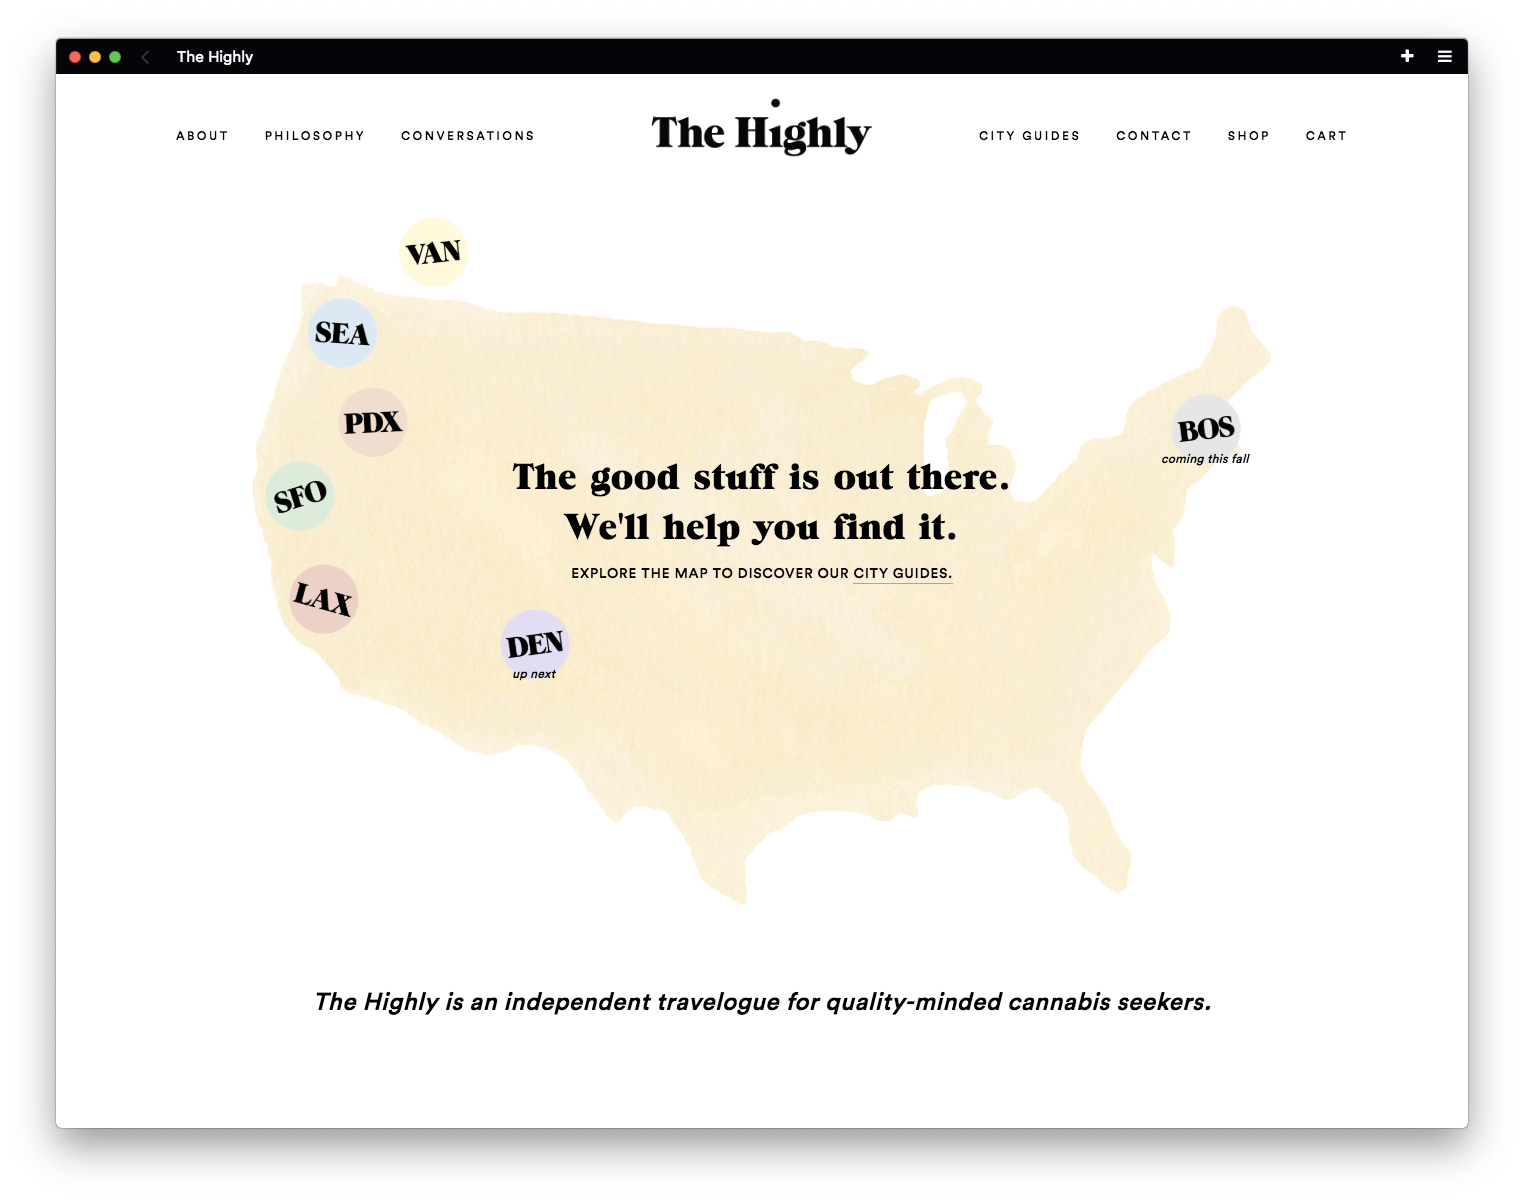 The Highly
ABOUT PHILOSOPHY CONVERSATIONS The Highly CITY GUIDES CONTACT SHOP CART
VAN
SEA
PDX
BOS
coming this fall
SFO
The good stuff is out there.
We'll help you find it.
EXPLORE THE MAP TO DISCOVER OUR CITY GUIDES.
LAX
DEN
up next
The Highly is an independent travelogue for quality-minded cannabis seekers.